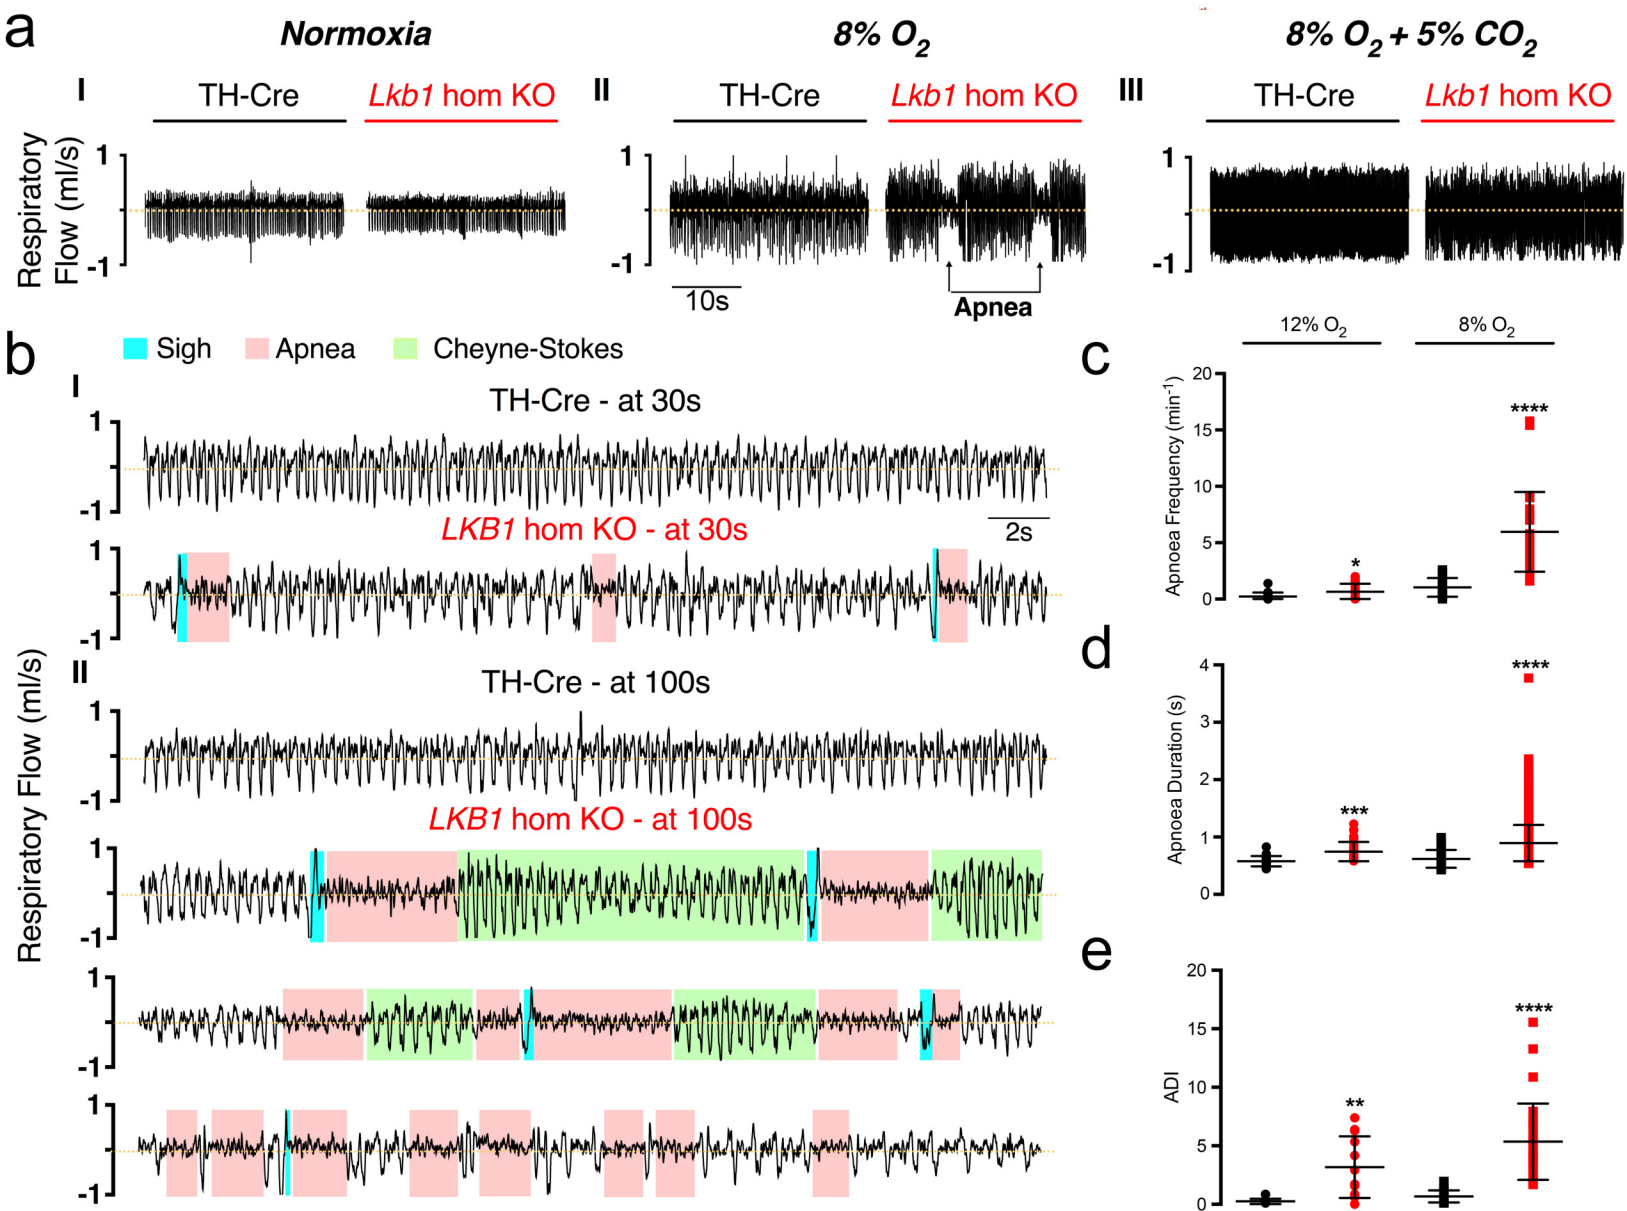 a
Normoxia
8% O2
8% O2 + 5% CO2
I
TH-Cre
Lkb1 hom KO
II
TH-Cre
Lkb1 hom KO
III
TH-Cre
Lkb1 hom KO
Respiratory
Flow (ml/s)
1
-1
1
-1
1
-1
10s
Apnea
b
Sigh
Apnea
Cheyne-Stokes
I
TH-Cre - at 30s
1
-1
2s
LKB1 hom KO - at 30s
1
-1
II
TH-Cre - at 100s
1
-1
LKB1 hom KO - at 100s
1
-1
1
-1
1
-1
Respiratory Flow (ml/s)
12% O2
8% O2
c
Apnoea Frequency (min-1)
20
15
10
5
0
*
****
d
Apnoea Duration (s)
4
3
2
1
0
***
****
e
ADI
20
15
10
5
0
**
****